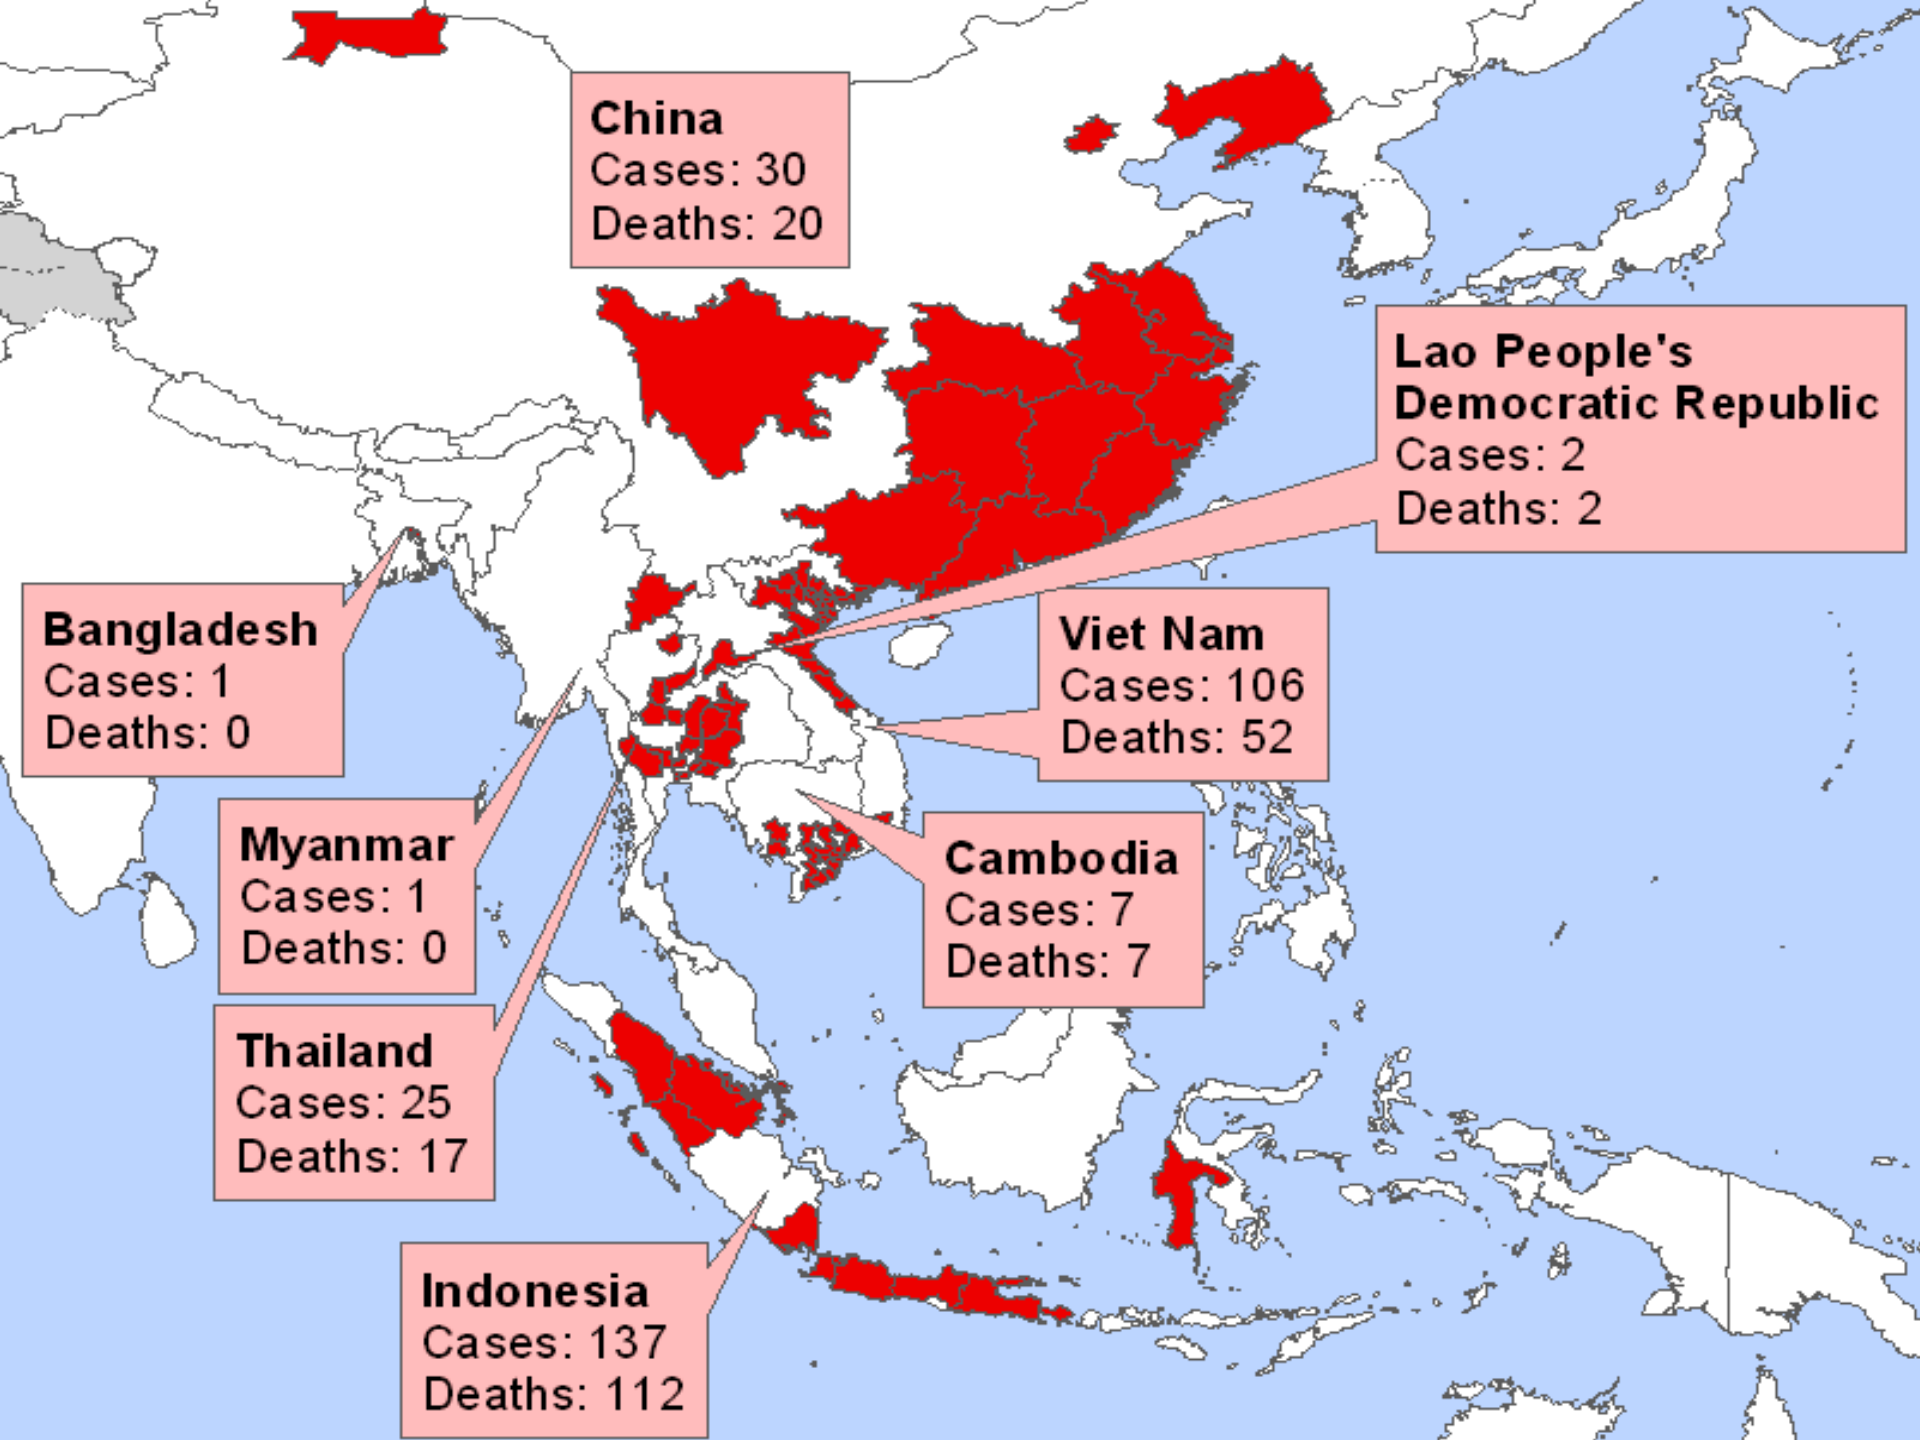 China
Cases: 30
Deaths: 20
Lao People's
Democratic Republic
Cases: 2
Deaths: 2
Bangladesh
Cases: 1
Deaths: 0
Viet Nam
Cases: 106
Deaths: 52
Myanmar
Cases: 1
Deaths: 0
Cambodia
Cases: 7
Deaths: 7
Thailand
Cases: 25
Deaths: 17
Indonesia
Cases: 137
Deaths: 112